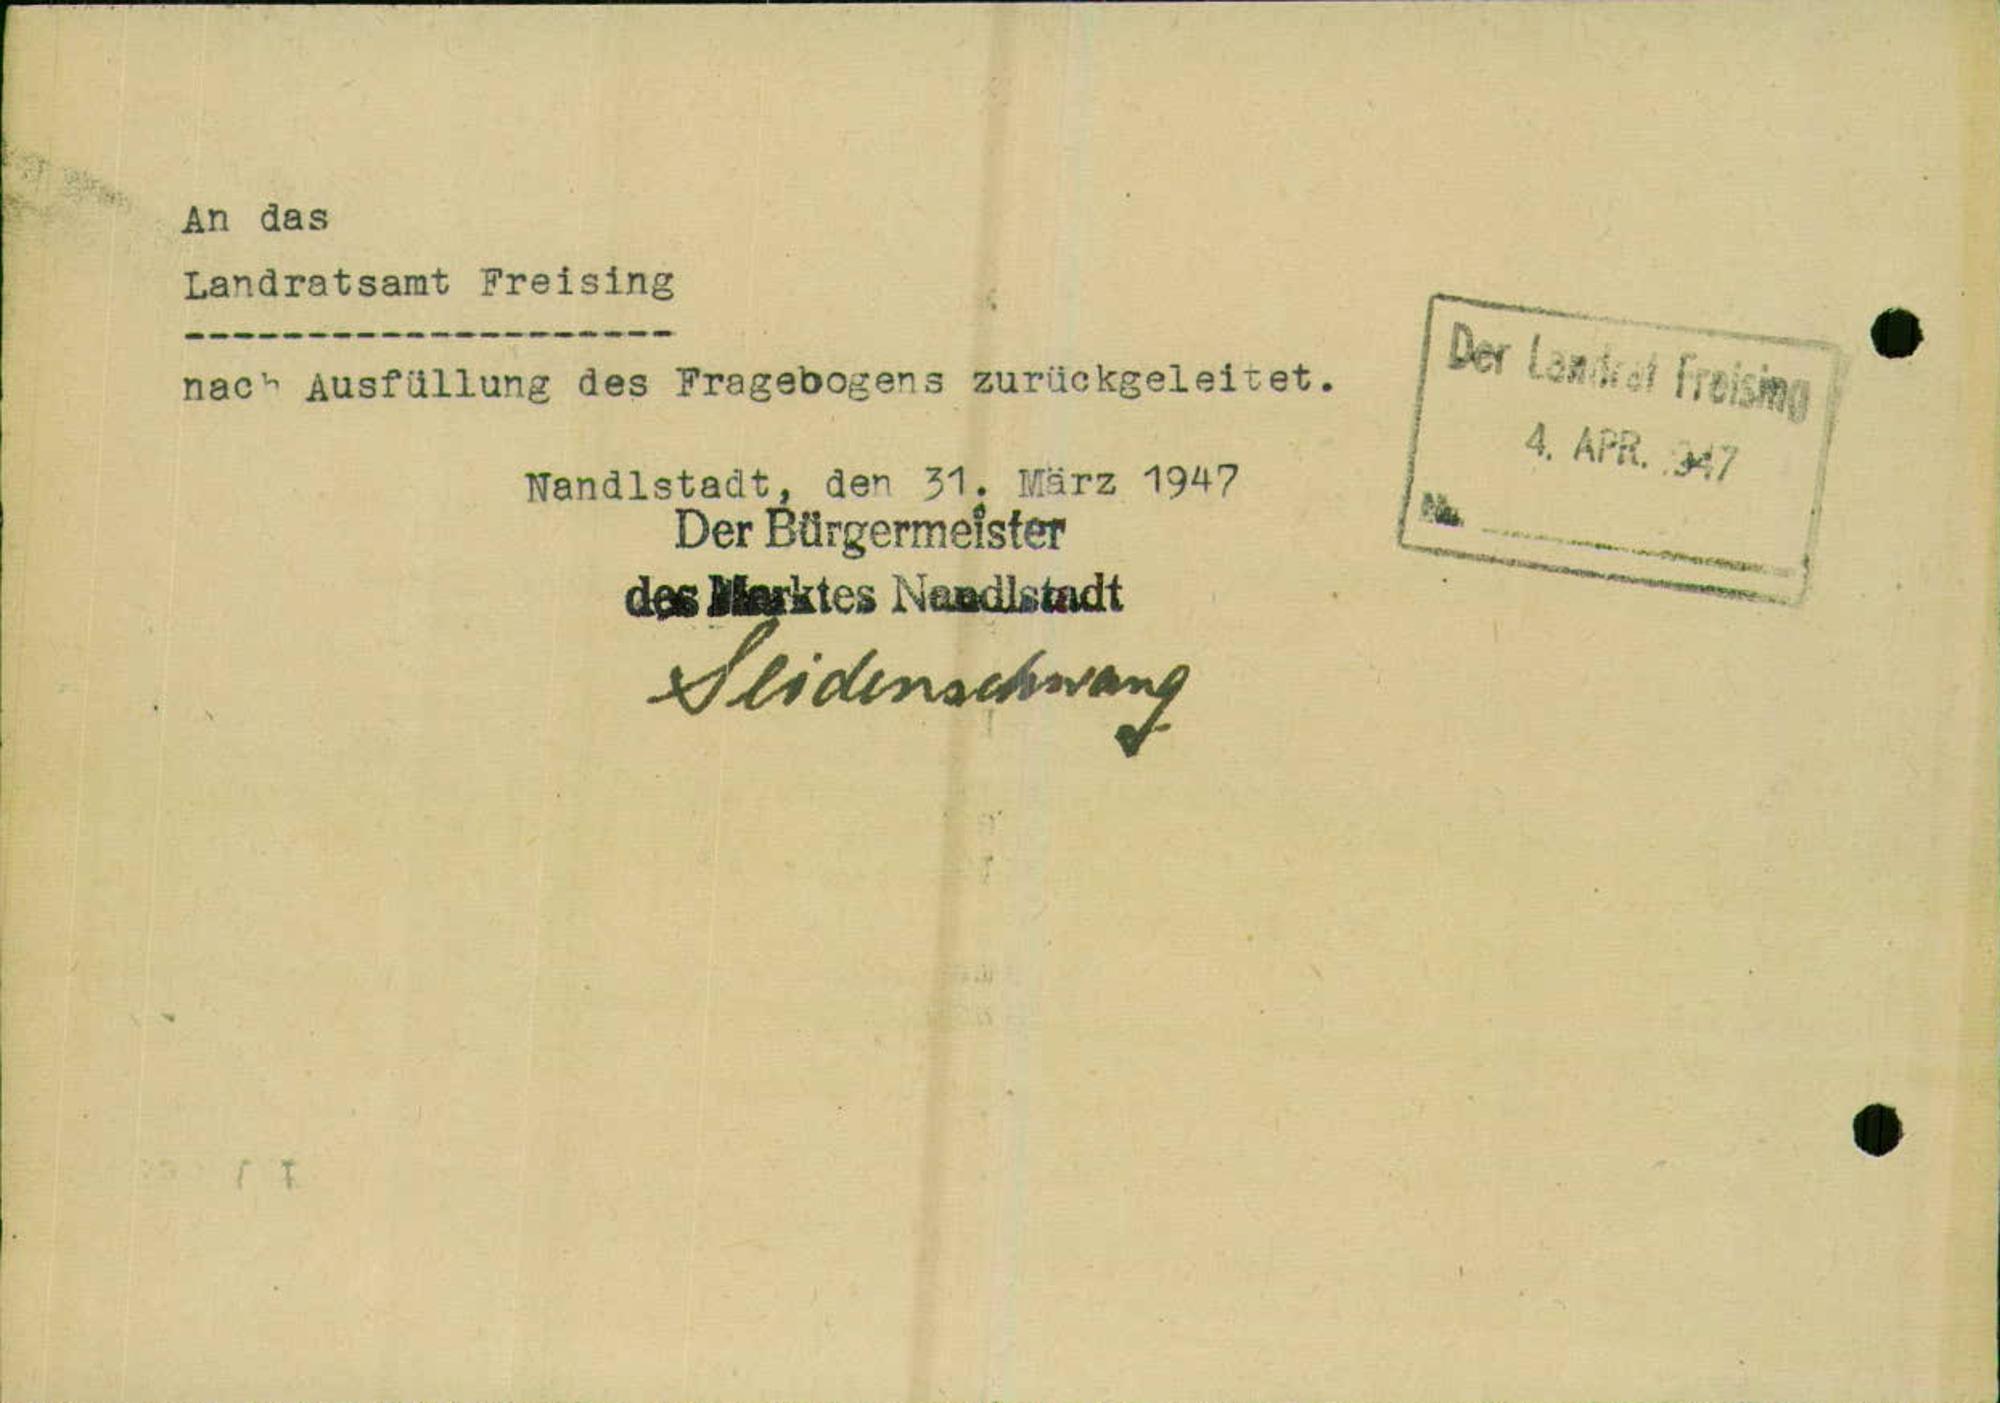 An das
Landratsamt Freising
--------------------
nach Ausfüllung des Fragebogens zurückgeleitet.
Nandlstadt, den 31. März 1947
Der Bürgermeister
des Marktes Nandlstadt
Seidenschwang
Der Landrat Freising
4. APR. 1947
No.